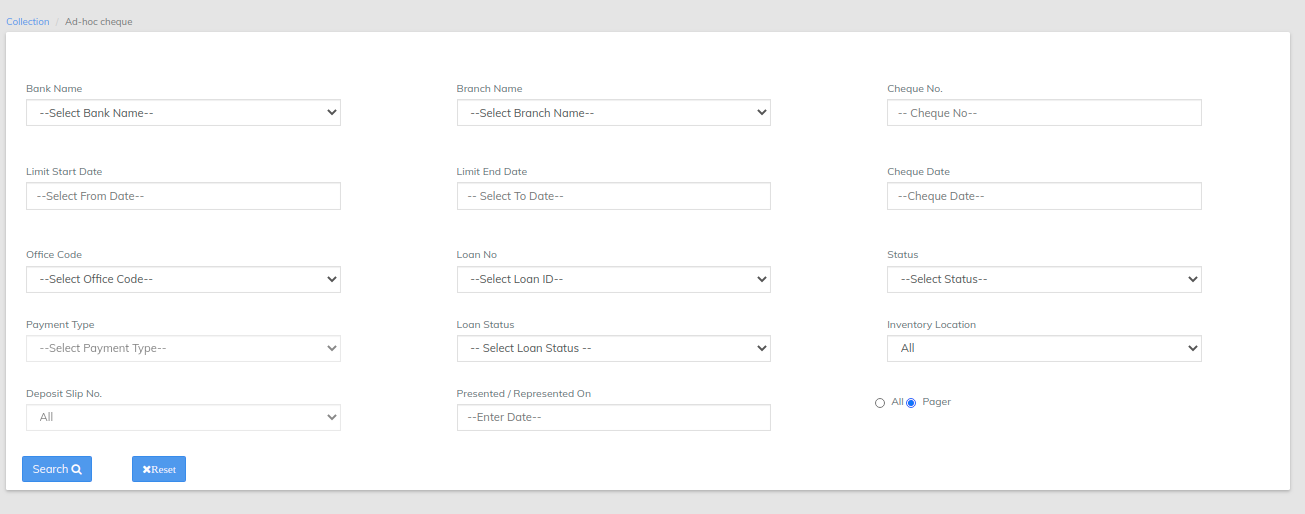 Collection / Ad-hoc cheque
Bank Name Branch Name Cheque No.
--Select Bank Name-- --Select Branch Name-- -- Cheque No--
Limit Start Date Limit End Date Cheque Date
--Select From Date-- -- Select To Date-- --Cheque Date--
Office Code Loan No Status
--Select Office Code-- --Select Loan ID-- --Select Status--
Payment Type Loan Status Inventory Location
--Select Payment Type-- -- Select Loan Status -- All
Deposit Slip No. Presented / Represented On
All --Enter Date-- All Pager
Search Reset